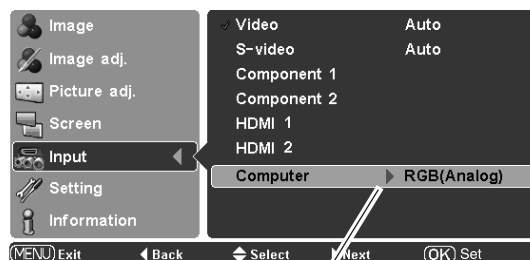 Image
Image adj.
Picture adj.
Screen
Input
Setting
Information
Video Auto
S-video Auto
Component 1
Component 2
HDMI 1
HDMI 2
Computer RGB(Analog)
MENU Exit Back Select Next OK Set